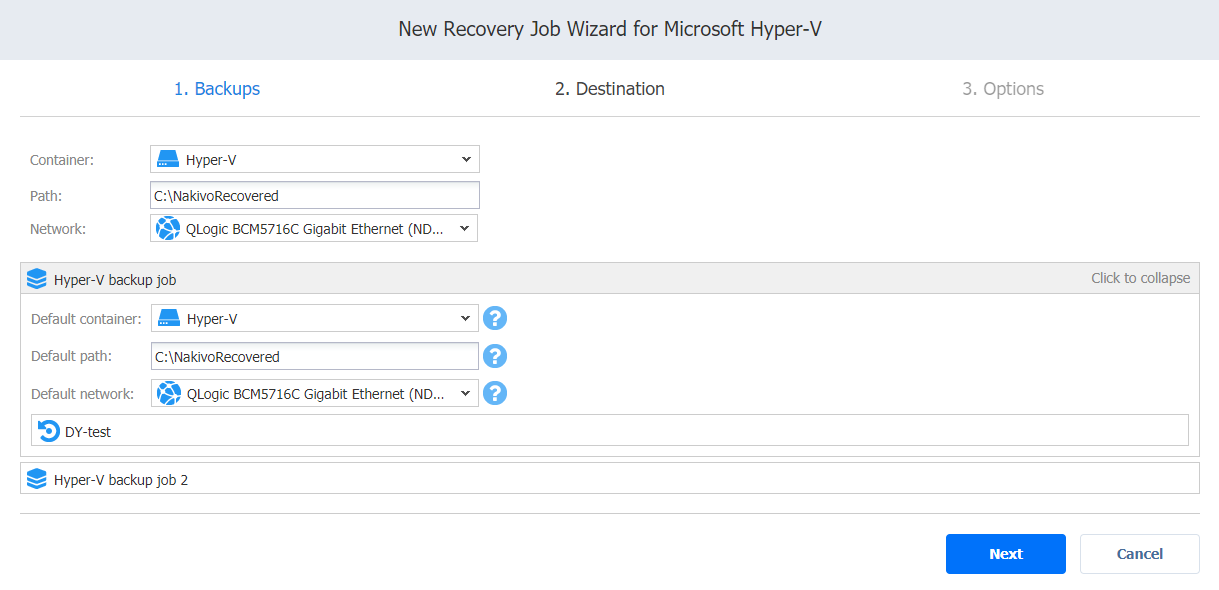 New Recovery Job Wizard for Microsoft Hyper-V
1. Backups 2. Destination 3. Options
Container: Hyper-V
Path: C:\NakivoRecovered
Network: QLogic BCM5716C Gigabit Ethernet (ND...
Hyper-V backup job Click to collapse
Default container: Hyper-V ?
Default path: C:\NakivoRecovered ?
Default network: QLogic BCM5716C Gigabit Ethernet (ND... ?
DY-test
Hyper-V backup job 2
Next Cancel